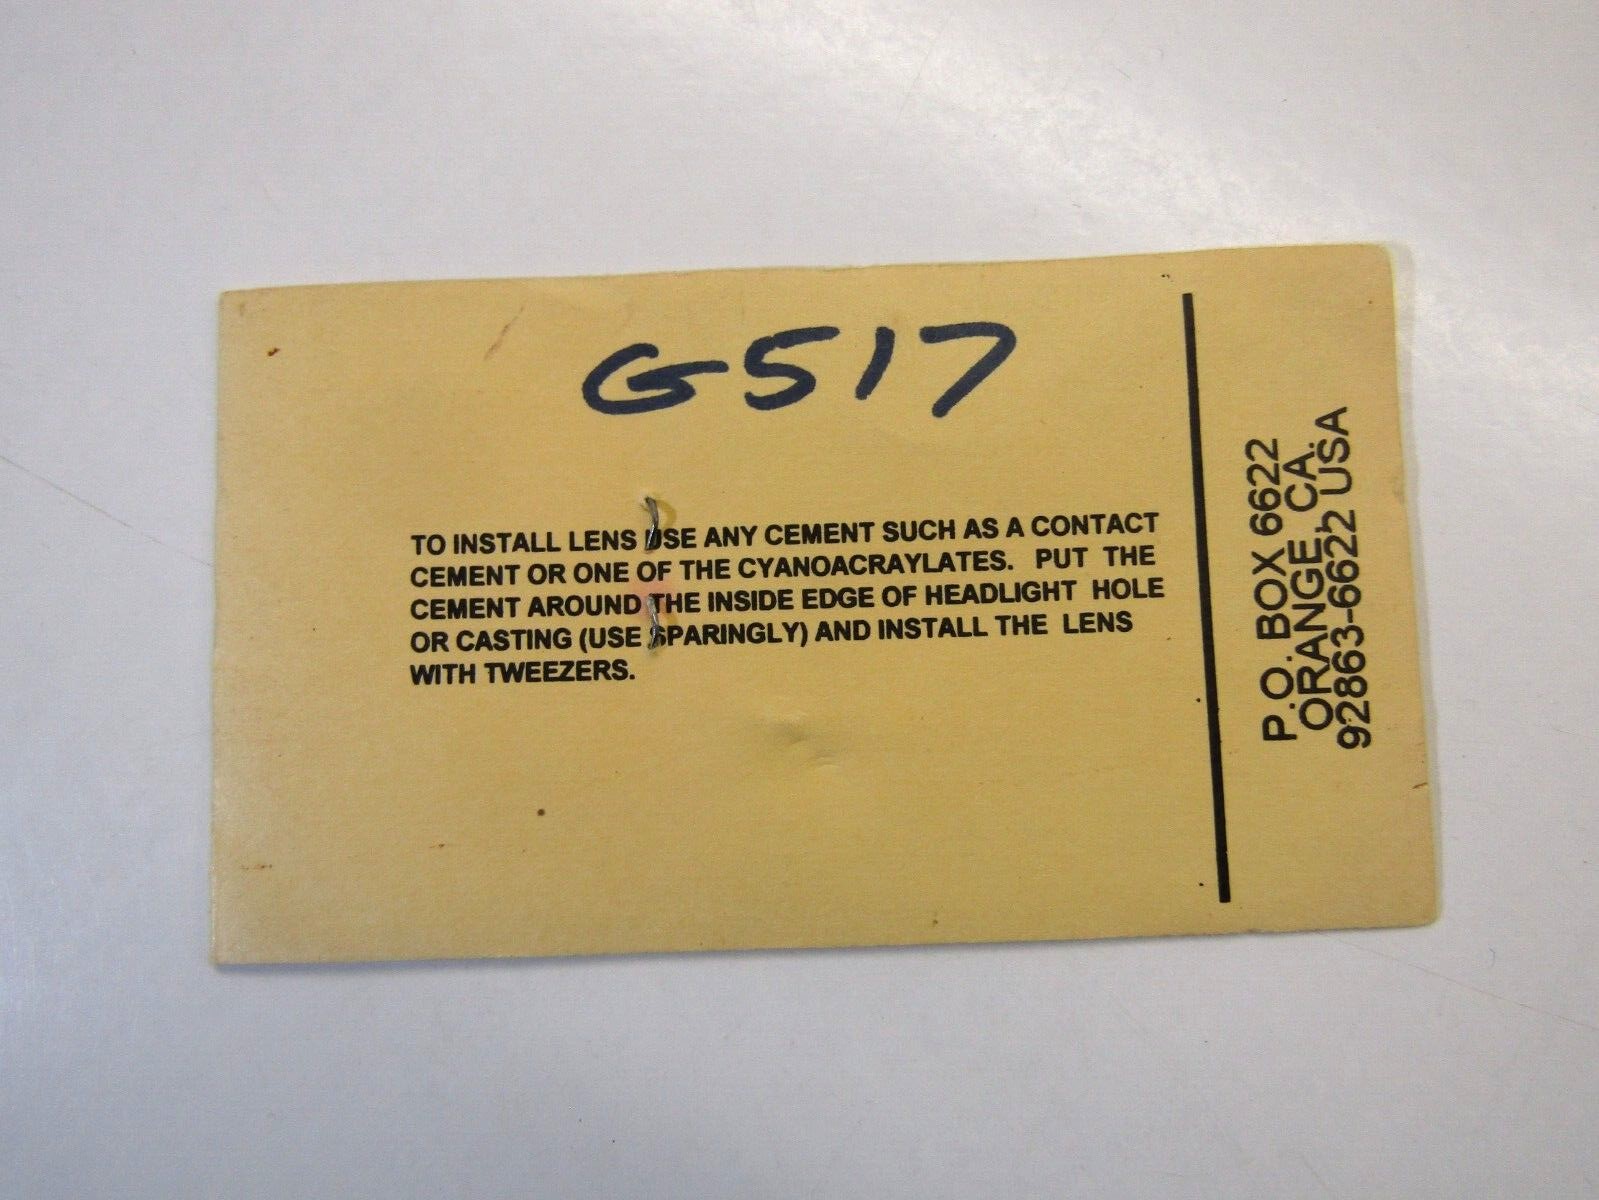 G517
TO INSTALL LENS USE ANY CEMENT SUCH AS A CONTACT
CEMENT OR ONE OF THE CYANOACRAYLATES. PUT THE
CEMENT AROUND THE INSIDE EDGE OF HEADLIGHT HOLE
OR CASTING (USE SPARINGLY) AND INSTALL THE LENS
WITH TWEEZERS.
P.O. BOX 6622
ORANGE, CA.
92863-6622 USA